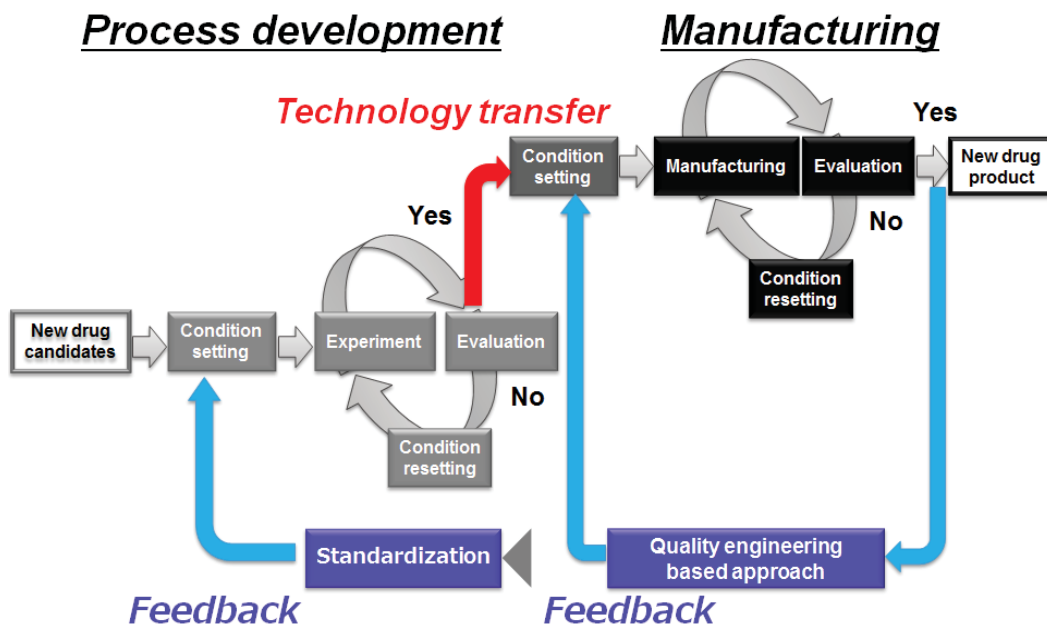 Process development
Manufacturing
Technology transfer
Yes
Condition
setting
Manufacturing
Evaluation
New drug
product
No
Condition
resetting
Yes
New drug
candidates
Condition
setting
Experiment
Evaluation
No
Condition
resetting
Standardization
Quality engineering
based approach
Feedback
Feedback